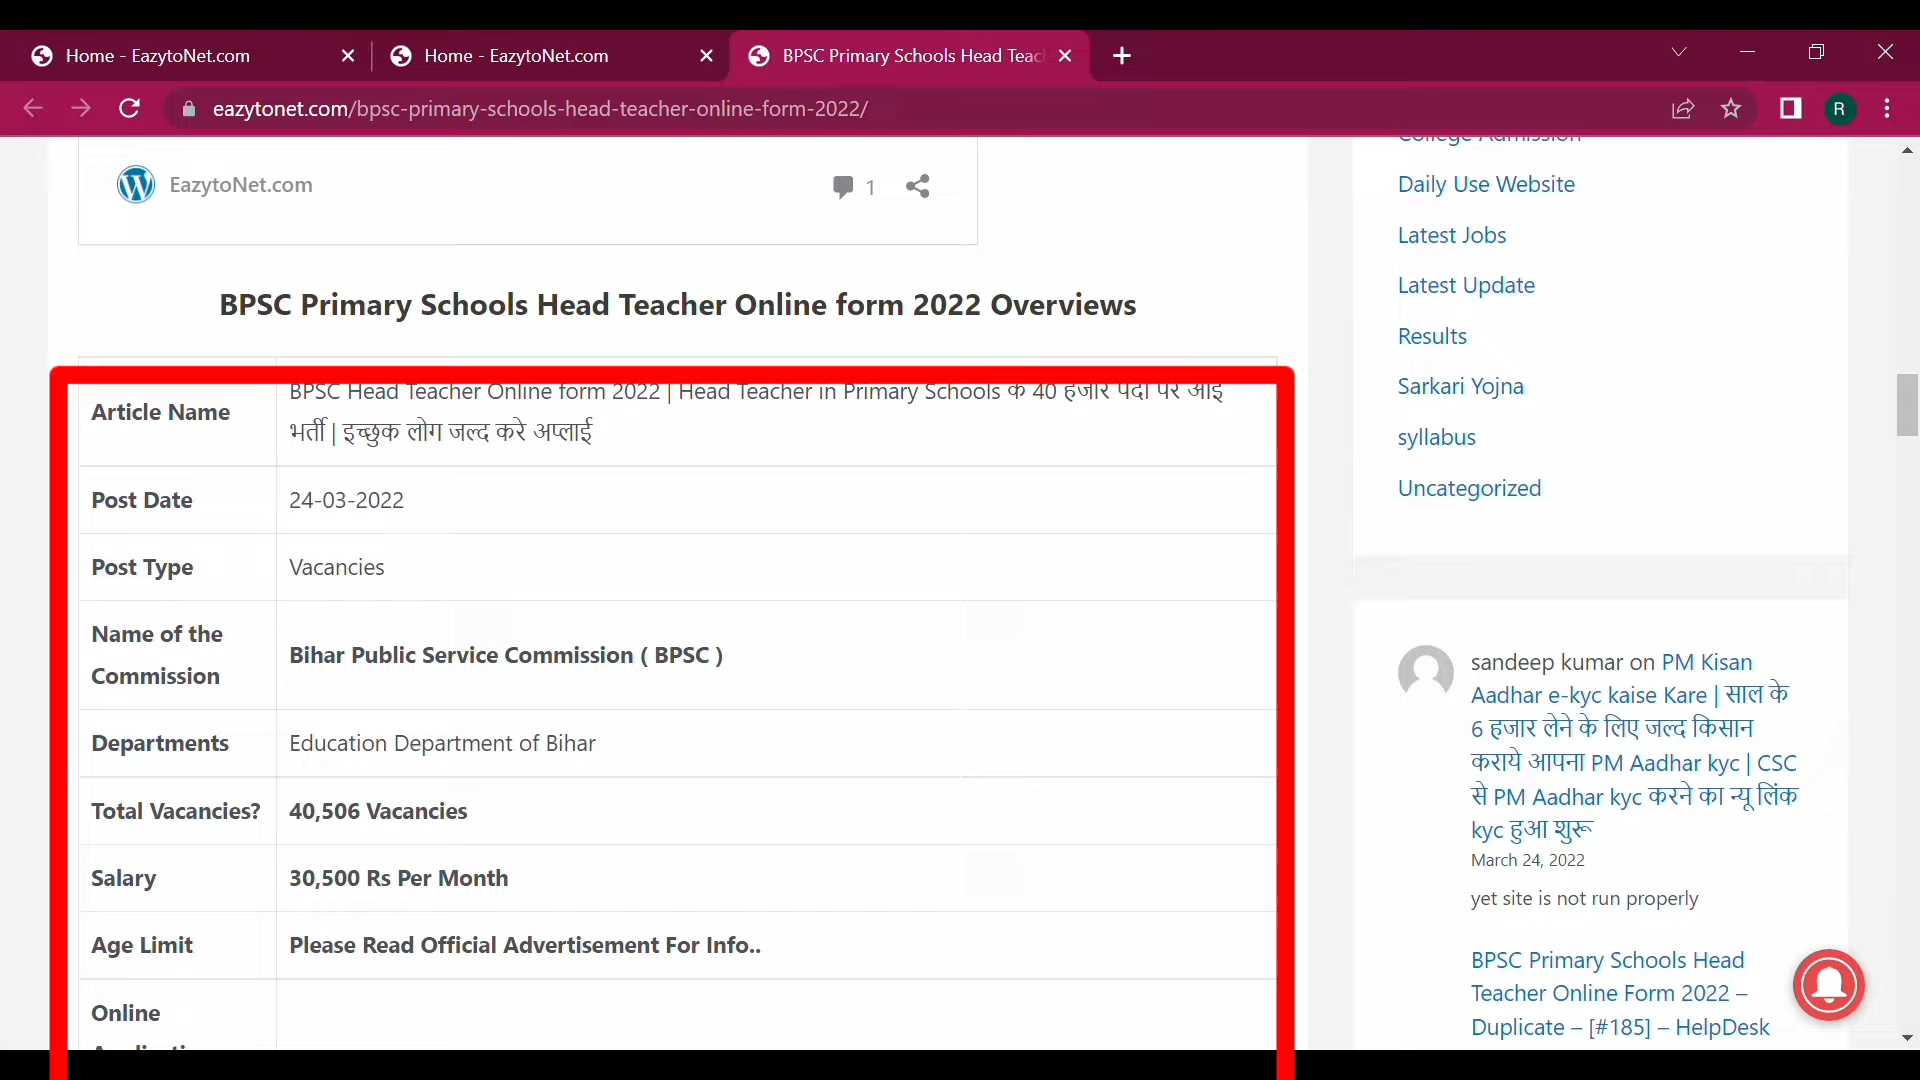 Home - EazytoNet.com
Home - EazytoNet.com
BPSC Primary Schools Head Teac
eazytonet.com/bpsc-primary-schools-head-teacher-online-form-2022/
R
EazytoNet.com
1
BPSC Primary Schools Head Teacher Online form 2022 Overviews
Article Name
BPSC Head Teacher Online form 2022 | Head Teacher in Primary Schools के 40 हजार पदों पर आई
भर्ती | इच्छुक लोग जल्द करे अप्लाई
Post Date
24-03-2022
Post Type
Vacancies
Name of the
Commission
Bihar Public Service Commission ( BPSC )
Departments
Education Department of Bihar
Total Vacancies?
40,506 Vacancies
Salary
30,500 Rs Per Month
Age Limit
Please Read Official Advertisement For Info..
Online
College Admission
Daily Use Website
Latest Jobs
Latest Update
Results
Sarkari Yojna
syllabus
Uncategorized
sandeep kumar on PM Kisan
Aadhar e-kyc kaise Kare | साल के
6 हजार लेने के लिए जल्द किसान
कराये आपना PM Aadhar kyc | CSC
से PM Aadhar kyc करने का न्यू लिंक
kyc हुआ शुरू
March 24, 2022
yet site is not run properly
BPSC Primary Schools Head
Teacher Online Form 2022 –
Duplicate – [#185] – HelpDesk